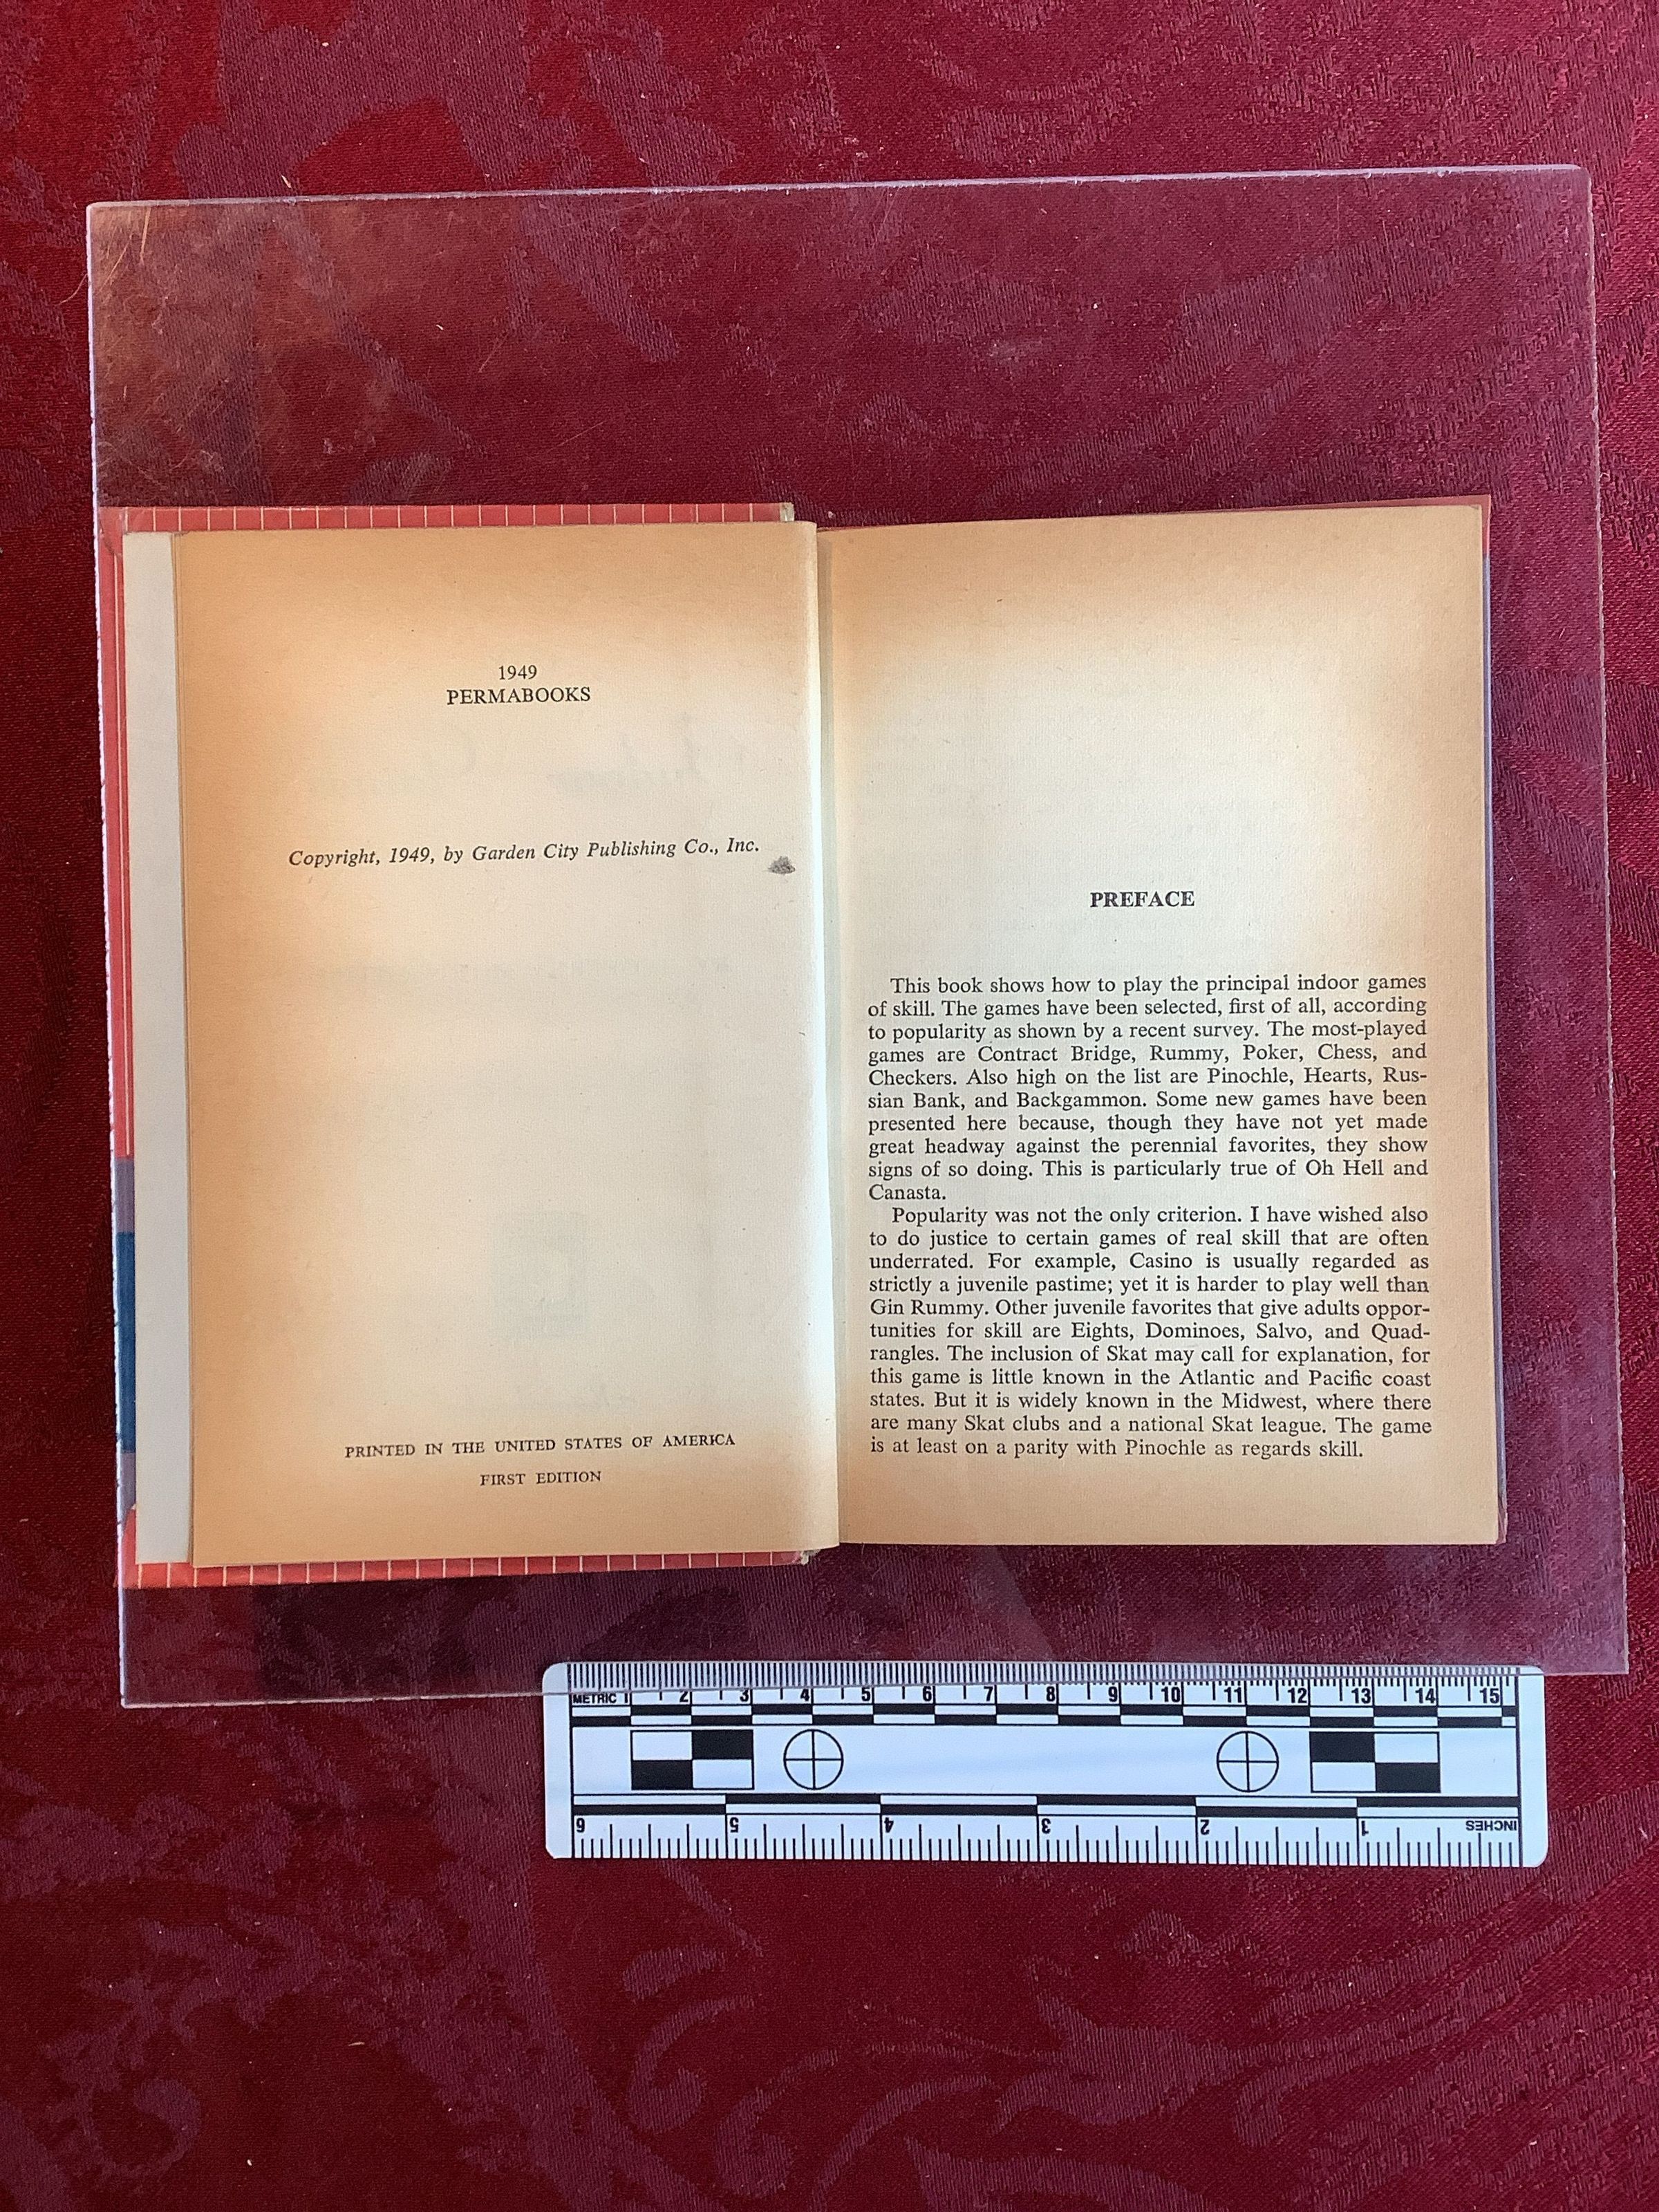 1949
PERMABOOKS
Copyright, 1949, by Garden City Publishing Co., Inc.
PRINTED IN THE UNITED STATES OF AMERICA
FIRST EDITION
PREFACE
This book shows how to play the principal indoor games
of skill. The games have been selected, first of all, according
to popularity as shown by a recent survey. The most-played
games are Contract Bridge, Rummy, Poker, Chess, and
Checkers. Also high on the list are Pinochle, Hearts, Rus-
sian Bank, and Backgammon. Some new games have been
presented here because, though they have not yet made
great headway against the perennial favorites, they show
signs of so doing. This is particularly true of Oh Hell and
Canasta.
Popularity was not the only criterion. I have wished also
to do justice to certain games of real skill that are often
underrated. For example, Casino is usually regarded as
strictly a juvenile pastime; yet it is harder to play well than
Gin Rummy. Other juvenile favorites that give adults oppor-
tunities for skill are Eights, Dominoes, Salvo, and Quad-
rangles. The inclusion of Skat may call for explanation, for
this game is little known in the Atlantic and Pacific coast
states. But it is widely known in the Midwest, where there
are many Skat clubs and a national Skat league. The game
is at least on a parity with Pinochle as regards skill.
METRIC 1 2 3 4 5 6 7 8 9 10 11 12 13 14 15
6 5 4 3 2 1 INCHES